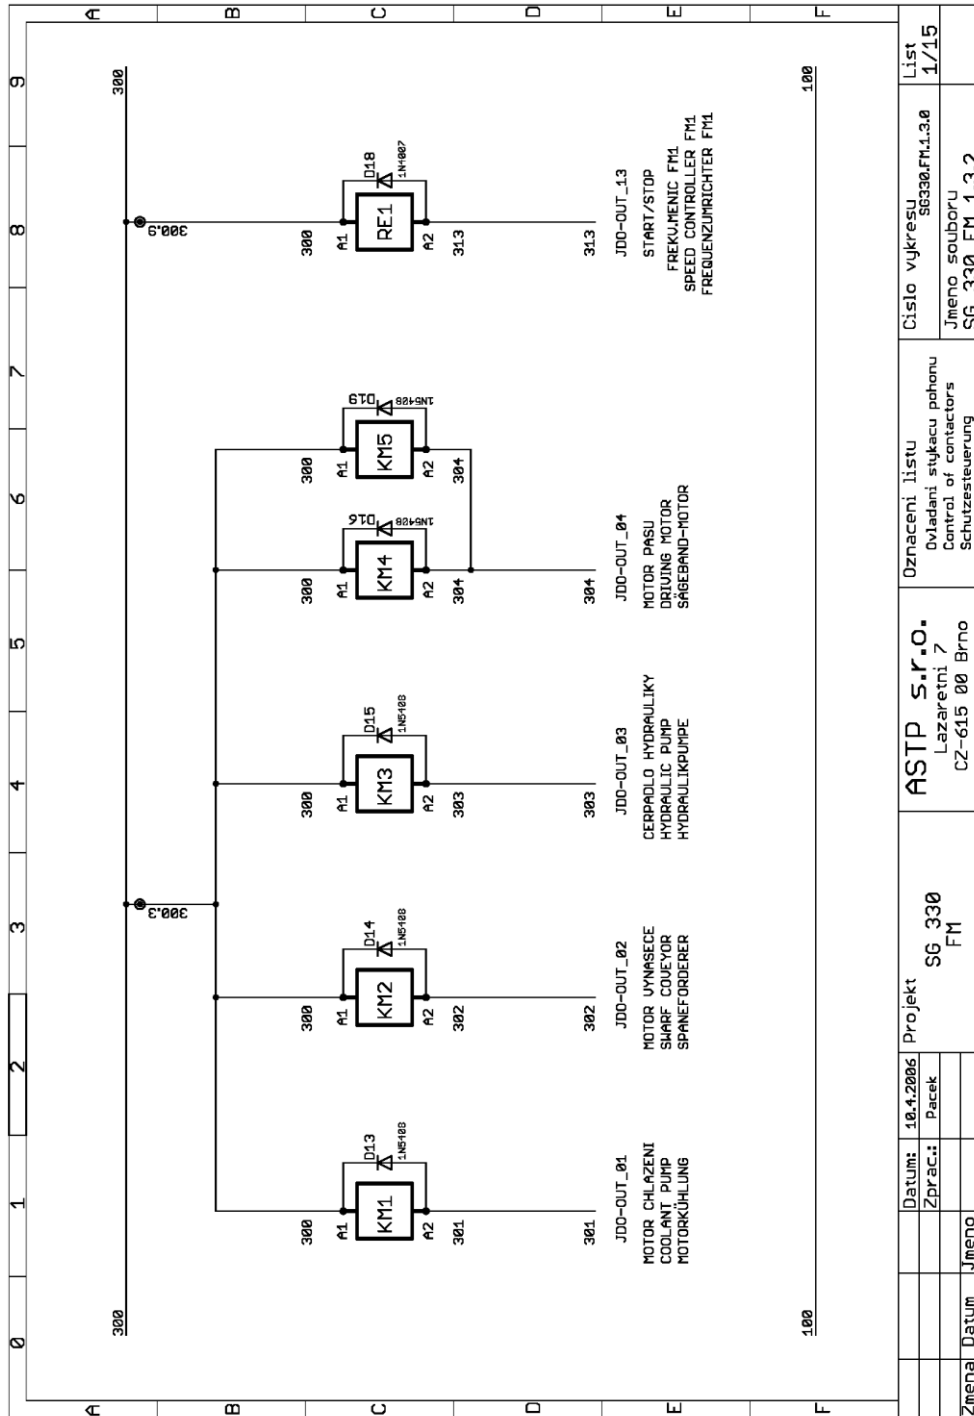 0 1 2 3 4 5 6 7 8 9
A A
B B
C C
D D
E E
F F
300 300
300.3 300.9
300 300 300 300 300 300
A1 A1 A1 A1 A1 A1
KM1 D13 1N5408
KM2 D14 1N5408
KM3 D15 1N5408
KM4 D16 1N5408
KM5 D19 1N5408
RE1 D18 1N4007
A2 A2 A2 A2 A2 A2
301 302 303 304 304 313
301 302 303 304 313
JDO-OUT_01
MOTOR CHLAZENI
COOLANT PUMP
MOTORKÜHLUNG
JDO-OUT_02
MOTOR VYNASECE
SWARF COVEYOR
SPANEFORDERER
JDO-OUT_03
CERPADLO HYDRAULIKY
HYDRAULIC PUMP
HYDRAULIKPUMPE
JDO-OUT_04
MOTOR PASU
DRIVING MOTOR
SÄGEBAND-MOTOR
JDO-OUT_13
START/STOP
FREKV.MENIC FM1
SPEED CONTROLLER FM1
FREQUENZUMRICHTER FM1
100 100
Zmena Datum Jmeno
Datum: 10.4.2006
Zprac.: Pacek
Projekt
SG 330
FM
ASTP s.r.o.
Lazaretni 7
CZ-615 00 Brno
Oznaceni listu
Ovladani stykacu pohonu
Control of contactors
Schutzesteuerung
Cislo vykresu
SG330.FM.1.3.0
Jmeno souboru
SG_330_FM_1_3_2
List
1/15